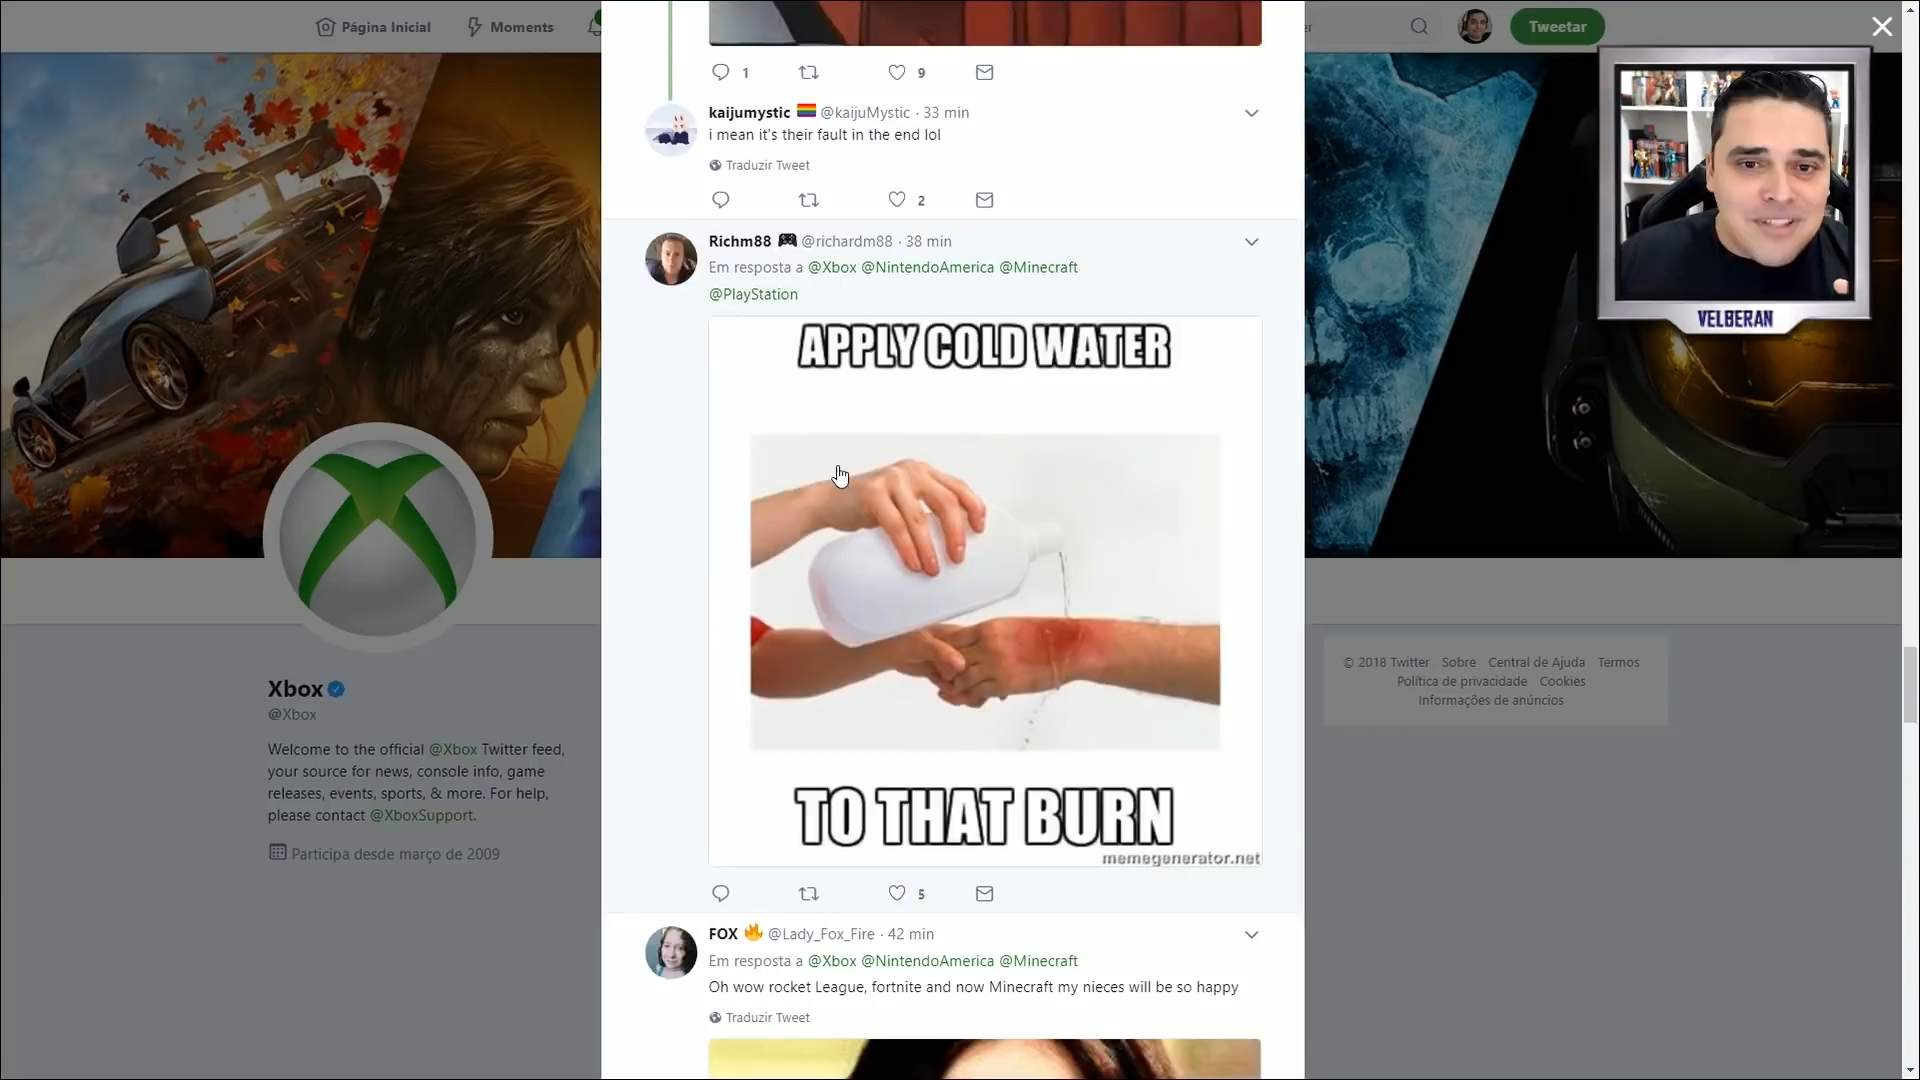 Página Inicial
Moments
er
Tweetar
1
9
kaijumystic @kaijuMystic · 33 min
i mean it's their fault in the end lol
Traduzir Tweet
2
Richm88 @richardm88 · 38 min
Em resposta a @Xbox @NintendoAmerica @Minecraft
@PlayStation
APPLY COLD WATER
TO THAT BURN
memegenerator.net
5
FOX @Lady_Fox_Fire · 42 min
Em resposta a @Xbox @NintendoAmerica @Minecraft
Oh wow rocket League, fortnite and now Minecraft my nieces will be so happy
Traduzir Tweet
Xbox
@Xbox
Welcome to the official @Xbox Twitter feed,
your source for news, console info, game
releases, events, sports, & more. For help,
please contact @XboxSupport.
Participa desde março de 2009
VELBERAN
© 2018 Twitter Sobre Central de Ajuda Termos
Política de privacidade Cookies
Informações de anúncios